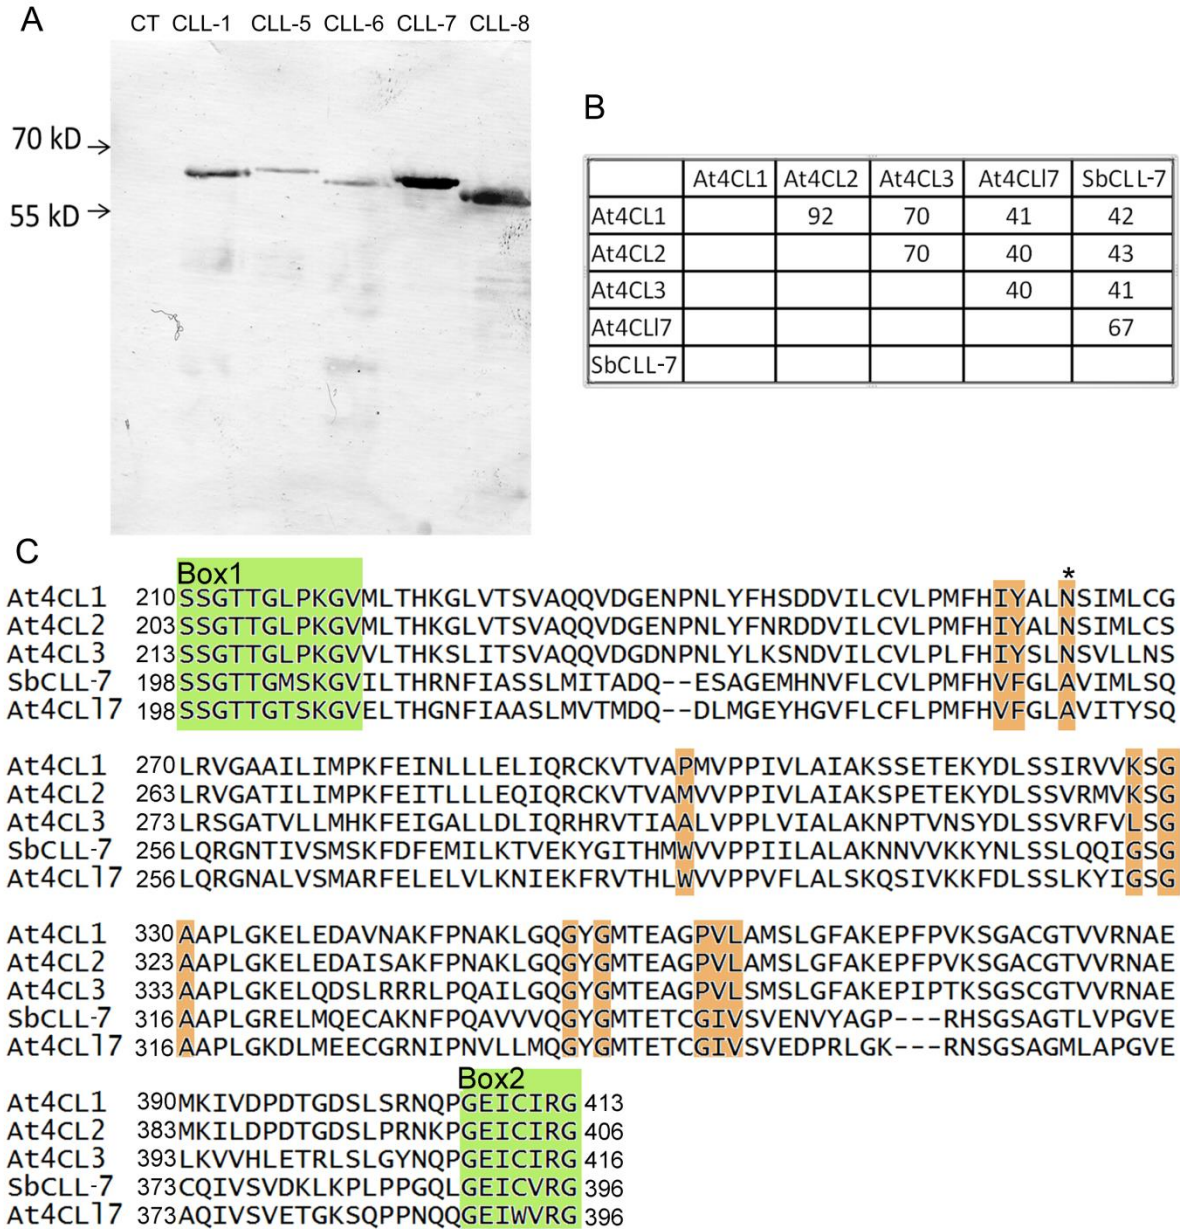 A
CT CLL-1 CLL-5 CLL-6 CLL-7 CLL-8
70 kD
55 kD
B
At4CL1 At4CL2 At4CL3 At4CLl7 SbCLL-7
At4CL1 92 70 41 42
At4CL2 70 40 43
At4CL3 40 41
At4CLl7 67
SbCLL-7
C
Box1
*
At4CL1 210 SSGTTGLPKGVMLTHKGLVTSVAQQVDGENPNLYFHSDDVILCVLPMFHIYALNSIMLCG
At4CL2 203 SSGTTGLPKGVMLTHKGLVTSVAQQVDGENPNLYFNRDDVILCVLPMFHIYALNSIMLCS
At4CL3 213 SSGTTGLPKGVVLTHKSLITSVAQQVDGDNPNLYLKSNDVILCVLPLFHIYSLNSVLLNS
SbCLL-7 198 SSGTTGMSKGVILTHRNFIASSLMITADQ--ESAGEMHNVFLCFLPMFHVFGLAVIMLSQ
At4CLl7 198 SSGTTGTSKGVELTHGNFIAASLMVTMDQ--DLMGEYHGVFLCFLPMFHVFGLAVITYSQ
At4CL1 270 LRVGAAILIMPKFEINLLLELIQRCKVTVAPMVPPIVLAIAKSSETEKYDLSSIRVVKSG
At4CL2 263 LRVGATILIMPKFEITLLLEQIQRCKVTVAMVVPPIVLAIAKSPETEKYDLSSVRMVKSG
At4CL3 273 LRSGATVLLMHKFEIGALLDLIQRHRVTIAALVPPLVIALAKNPTVNSYDLSSVRFVLSG
SbCLL-7 256 LQRGNTIVSMSKFDFEMILKTVEKYGITHMWVVPPIILALAKNNVVKKYNLSSLQQIGSG
At4CLl7 256 LQRGNALVSMARFELELVLKNIEKFRVTHLWVVPPVFLALSKQSIVKKFDLSSLKYIGSG
At4CL1 330 AAPLGKELEDAVNAKFPNAKLGQGYGMTEAGPVLAMSLGFAKEPFPVKSGACGTVVRNAE
At4CL2 323 AAPLGKELEDAISAKFPNAKLGQGYGMTEAGPVLAMSLGFAKEPFPVKSGACGTVVRNAE
At4CL3 333 AAPLGKELQDSLRRRLPQAILGQGYGMTEAGPVLSMSLGFAKEPIPTKSGSCGTVVRNAE
SbCLL-7 316 AAPLGRELMQECAKNFPQAVVVQGYGMTETCGIVSVENVYAGP---RHSGSAGTLVPGVE
At4CLl7 316 AAPLGKDLMEECGRNIPNVLLMQGYGMTETCGIVSVEDPRLGK---RNSGSAGMLAPGVE
Box2
At4CL1 390 MKIVDPDTGDSLSRNQPGEICIRG 413
At4CL2 383 MKILDPDTGDSLPRNKPGEICIRG 406
At4CL3 393 LKVVHLETRLSLGYNQPGEICIRG 416
SbCLL-7 373 CQIVSVDKLKPLPPGQLGEICVRG 396
At4CLl7 373 AQIVSVETGKSQPPNQQGEIWVRG 396